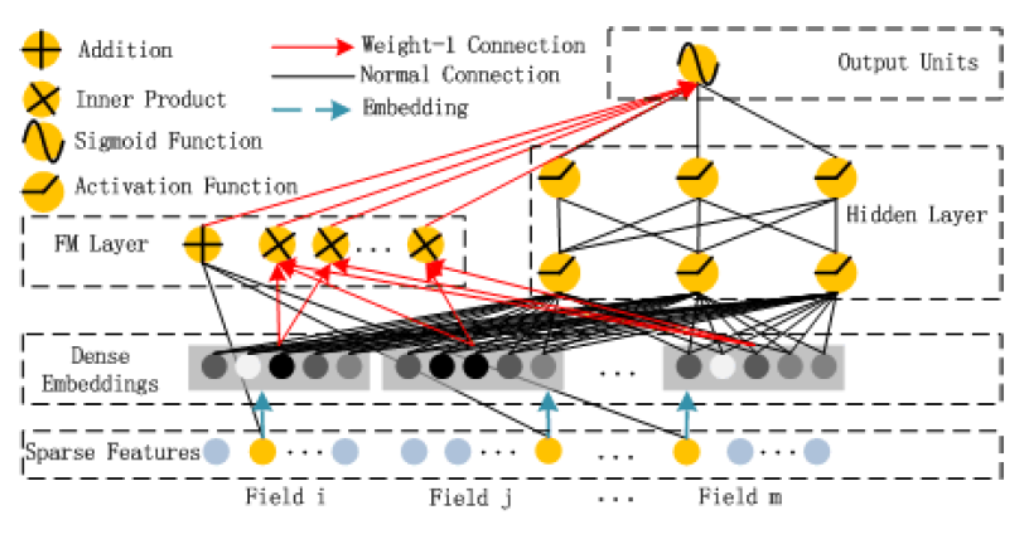 Addition
Inner Product
Sigmoid Function
Activation Function
Weight-1 Connection
Normal Connection
Embedding
Output Units
Hidden Layer
FM Layer
...
Dense
Embeddings
...
Sparse Features
...
...
...
...
Field i
Field j
...
Field m